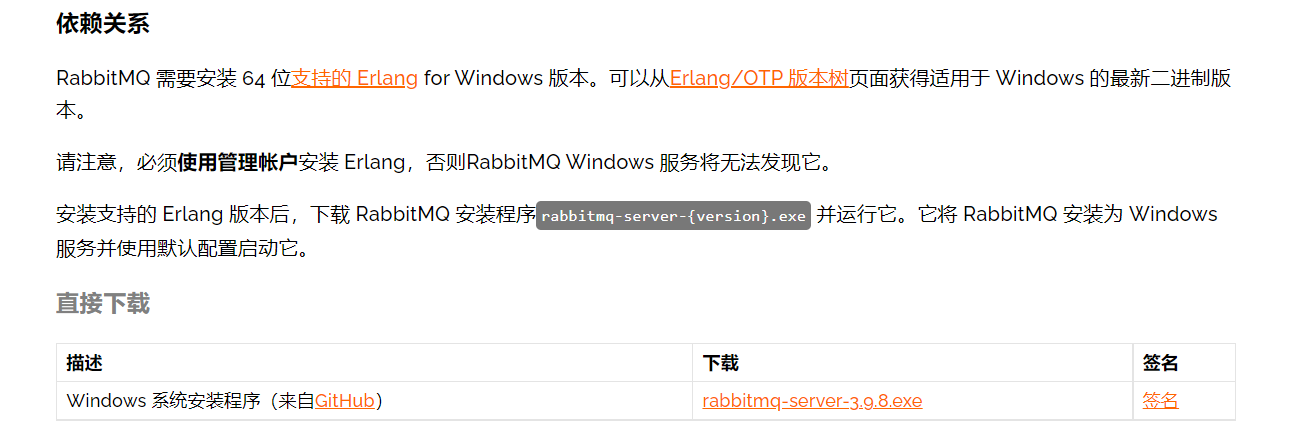 依赖关系
RabbitMQ 需要安装 64 位支持的 Erlang for Windows 版本。可以从Erlang/OTP 版本树页面获得适用于 Windows 的最新二进制版
本。
请注意，必须使用管理帐户安装 Erlang，否则RabbitMQ Windows 服务将无法发现它。
安装支持的 Erlang 版本后，下载 RabbitMQ 安装程序rabbitmq-server-{version}.exe 并运行它。它将 RabbitMQ 安装为 Windows
服务并使用默认配置启动它。
直接下载
描述 下载 签名
Windows 系统安装程序（来自GitHub） rabbitmq-server-3.9.8.exe 签名